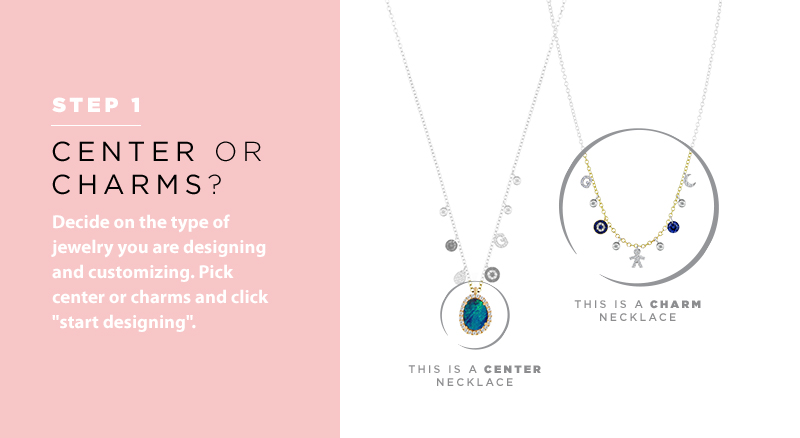 STEP 1
CENTER OR
CHARMS?
Decide on the type of
jewelry you are designing
and customizing. Pick
center or charms and click
"start designing".
THIS IS A CHARM
NECKLACE
THIS IS A CENTER
NECKLACE